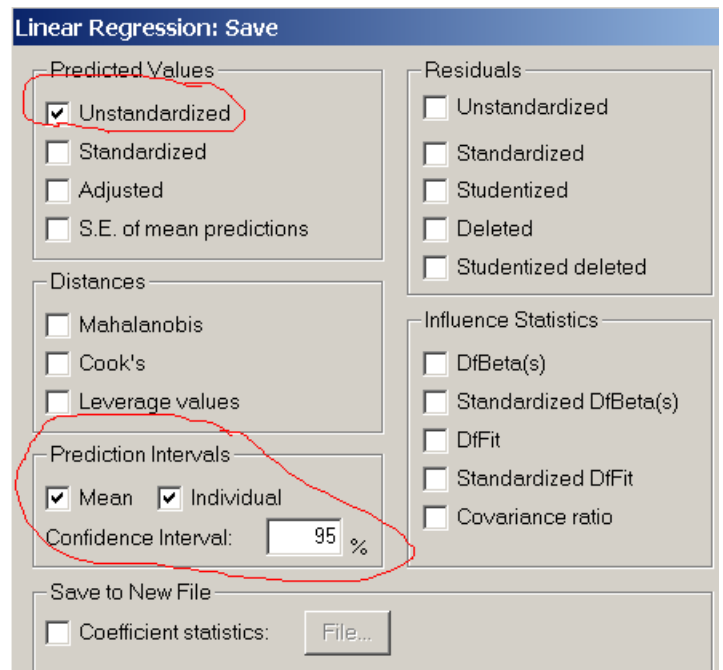 Linear Regression: Save
Predicted Values
Unstandardized
Standardized
Adjusted
S.E. of mean predictions
Distances
Mahalanobis
Cook's
Leverage values
Prediction Intervals
Mean Individual
Confidence Interval: 95 %
Residuals
Unstandardized
Standardized
Studentized
Deleted
Studentized deleted
Influence Statistics
DfBeta(s)
Standardized DfBeta(s)
DfFit
Standardized DfFit
Covariance ratio
Save to New File
Coefficient statistics: File...